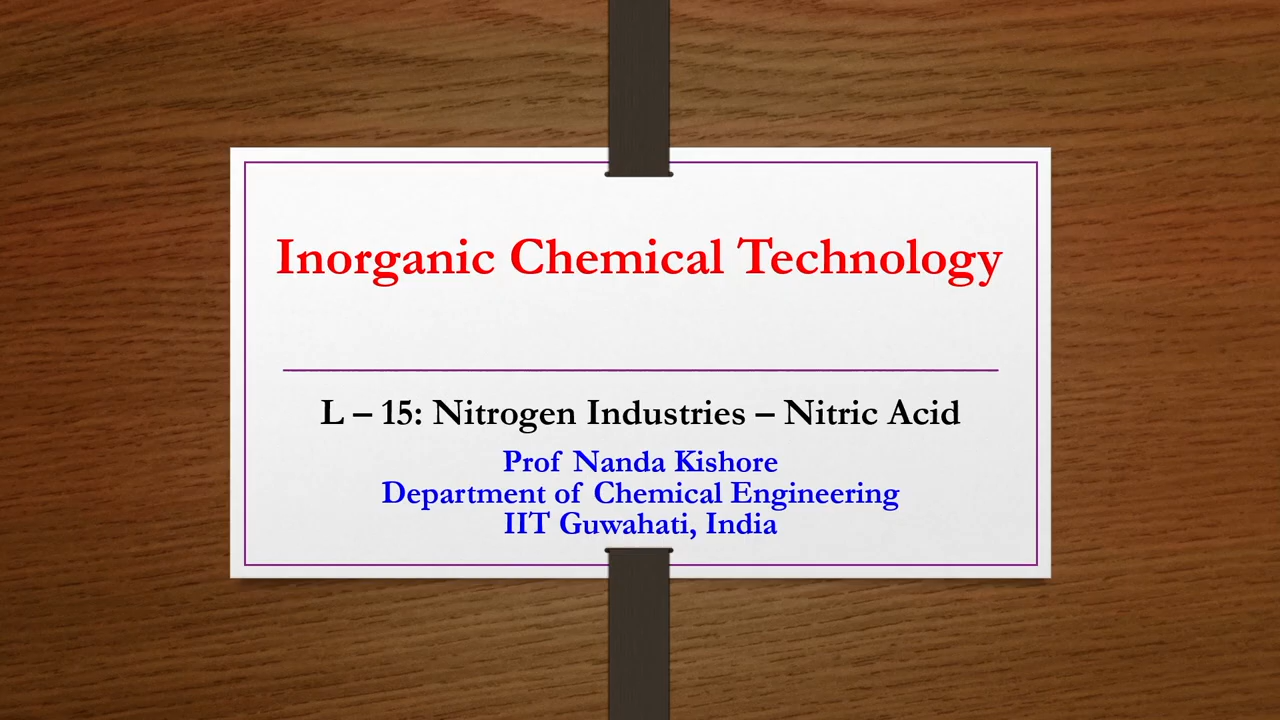 Inorganic Chemical Technology
L – 15: Nitrogen Industries – Nitric Acid
Prof Nanda Kishore
Department of Chemical Engineering
IIT Guwahati, India